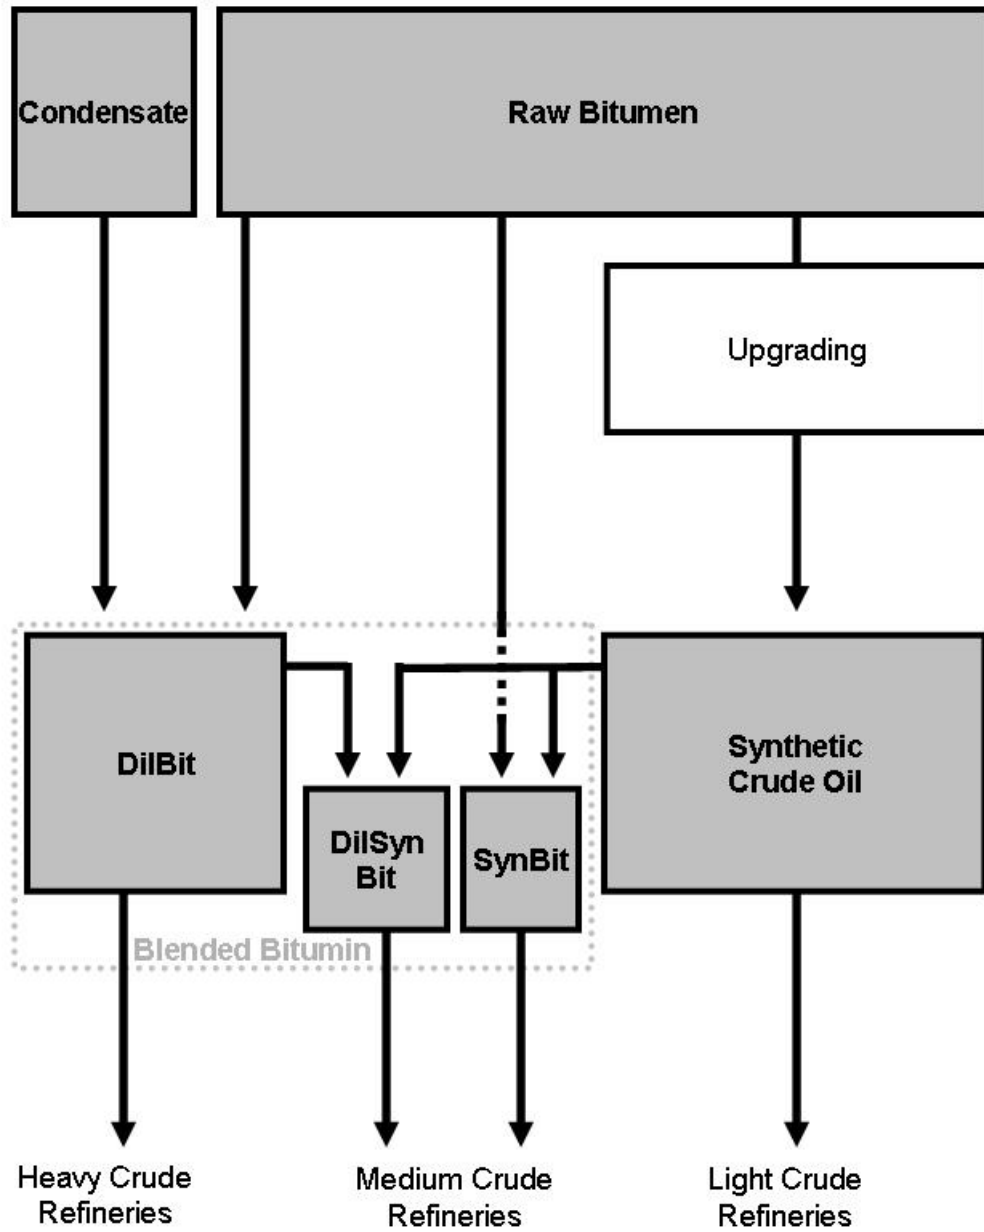 Condensate
Raw Bitumen
Upgrading
DilBit
Synthetic
Crude Oil
DilSyn
Bit
SynBit
Blended Bitumin
Heavy Crude
Refineries
Medium Crude
Refineries
Light Crude
Refineries